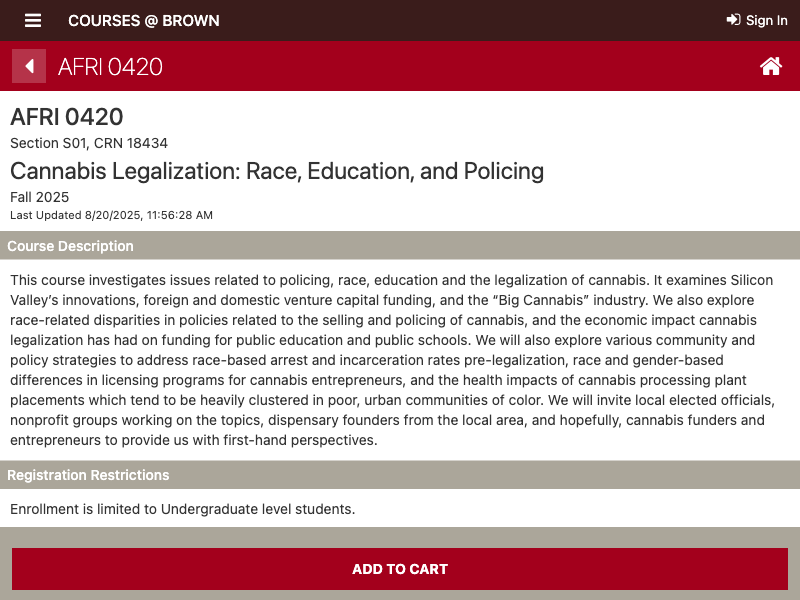 COURSES @ BROWN
Sign In
AFRI 0420
AFRI 0420
Section S01, CRN 18434
Cannabis Legalization: Race, Education, and Policing
Fall 2025
Last Updated 8/20/2025, 11:56:28 AM
Course Description
This course investigates issues related to policing, race, education and the legalization of cannabis. It examines Silicon
Valley’s innovations, foreign and domestic venture capital funding, and the “Big Cannabis” industry. We also explore
race-related disparities in policies related to the selling and policing of cannabis, and the economic impact cannabis
legalization has had on funding for public education and public schools. We will also explore various community and
policy strategies to address race-based arrest and incarceration rates pre-legalization, race and gender-based
differences in licensing programs for cannabis entrepreneurs, and the health impacts of cannabis processing plant
placements which tend to be heavily clustered in poor, urban communities of color. We will invite local elected officials,
nonprofit groups working on the topics, dispensary founders from the local area, and hopefully, cannabis funders and
entrepreneurs to provide us with first-hand perspectives.
Registration Restrictions
Enrollment is limited to Undergraduate level students.
ADD TO CART